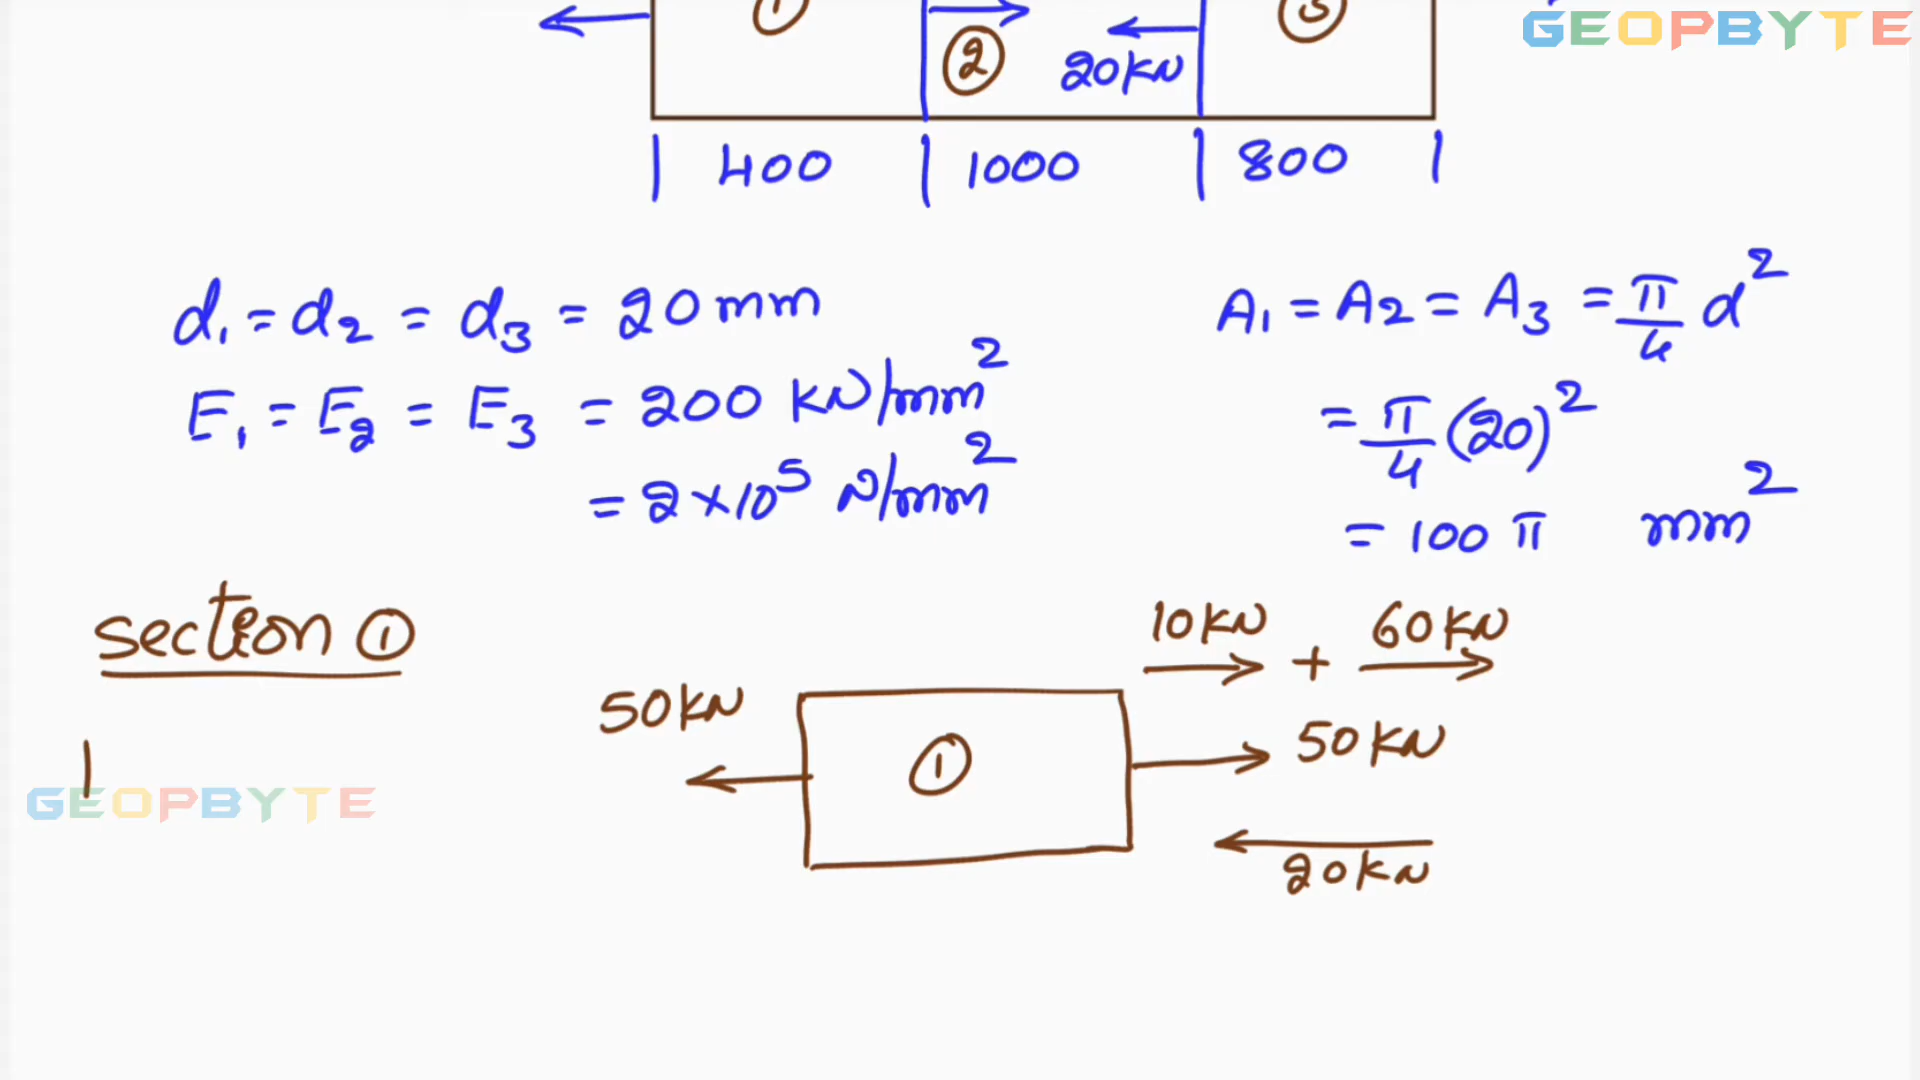 GEOPBYTE
① ③
② 20kN
400 1000 800
d₁ = d₂ = d₃ = 20mm
E₁ = E₂ = E₃ = 200 kN/mm²
= 2×10⁵ N/mm²
A₁ = A₂ = A₃ = π/4 d²
= π/4 (20)²
= 100 π mm²
Section ①
10kN + 60kN
50kN ① 50kN
20kN
GEOPBYTE